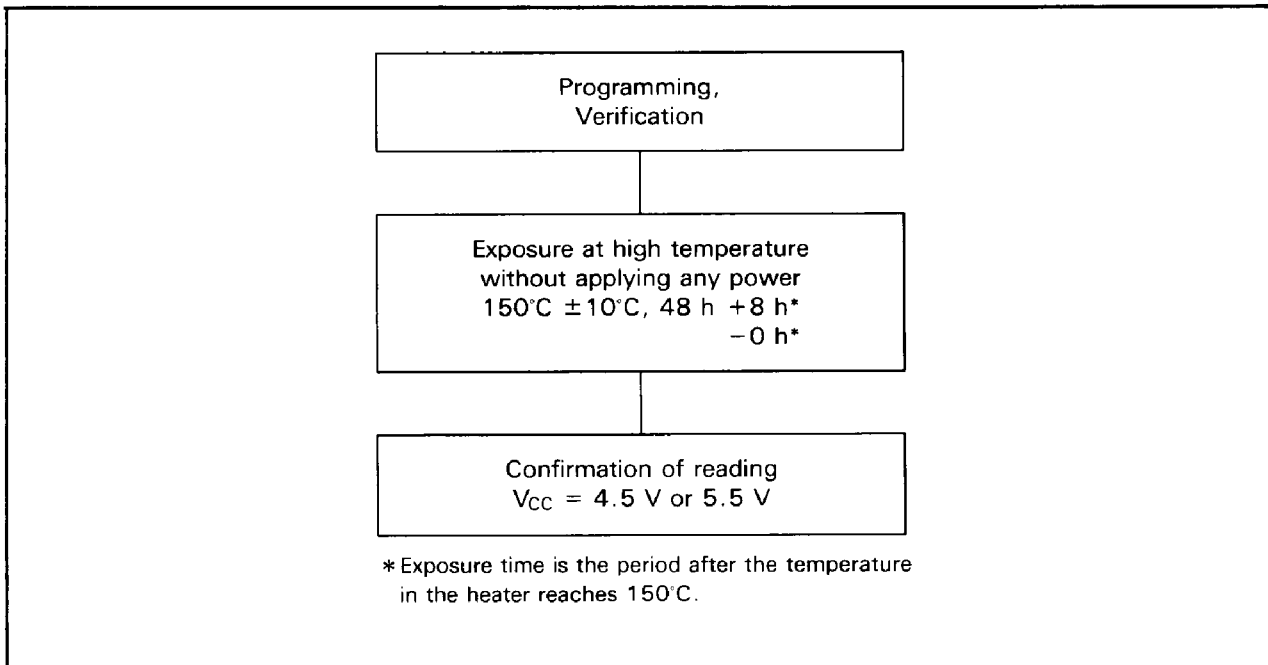 Programming,
Verification
Exposure at high temperature
without applying any power
150°C ±10°C, 48 h +8 h*
−0 h*
Confirmation of reading
VCC = 4.5 V or 5.5 V
* Exposure time is the period after the temperature
in the heater reaches 150°C.